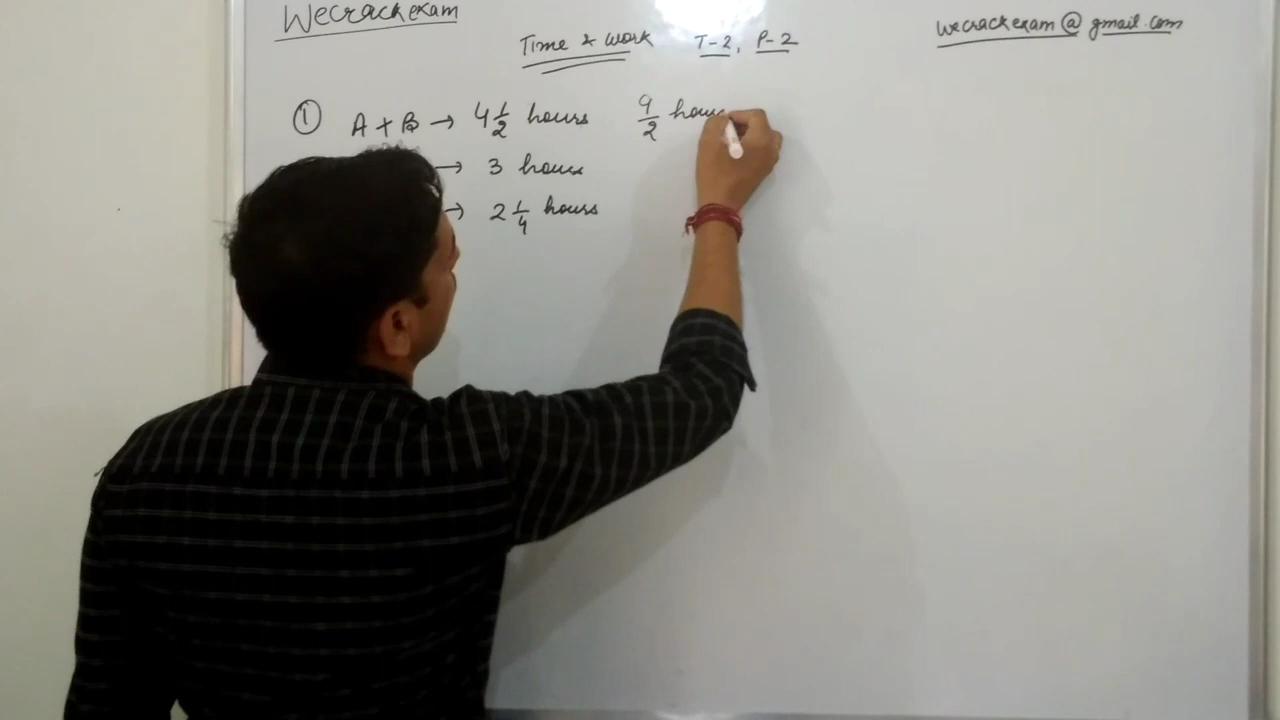 Wecrackexam
wecrackexam@gmail.com
Time & Work T-2, P-2
① A + B → 4 1/2 hours 9/2 hour
→ 3 hours
→ 2 1/4 hours